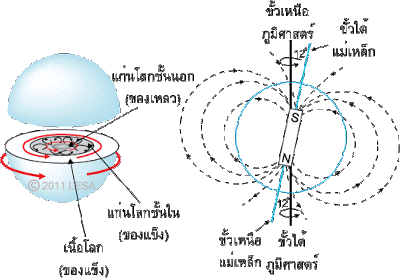 แก่นโลกชั้นนอก
(ของเหลว)
© 2011 LESA
แก่นโลกชั้นใน
(ของแข็ง)
เนื้อโลก
(ของแข็ง)
ขั้วเหนือ
ภูมิศาสตร์
ขั้วใต้
แม่เหล็ก
12°
S
N
12°
ขั้วเหนือ
แม่เหล็ก
ขั้วใต้
ภูมิศาสตร์